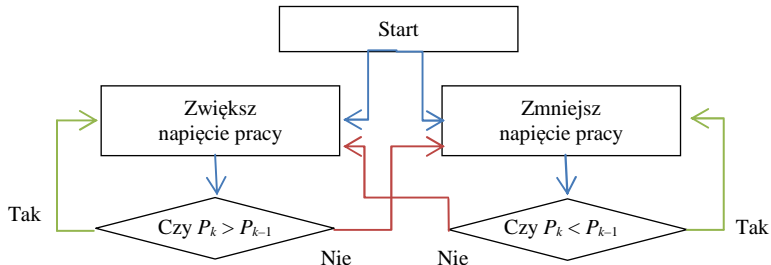 Start
Zwiększ
napięcie pracy
Zmniejsz
napięcie pracy
Tak
Czy Pₖ > Pₖ₋₁
Nie
Nie
Czy Pₖ < Pₖ₋₁
Tak